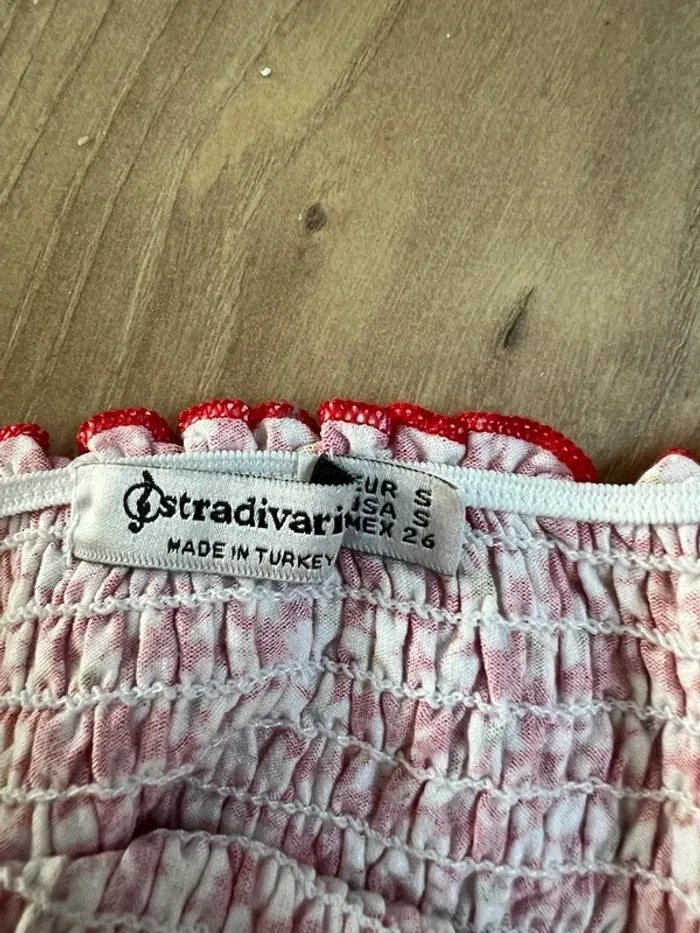 stradivari
MADE IN TURKEY
EUR S
USA S
MEX 26